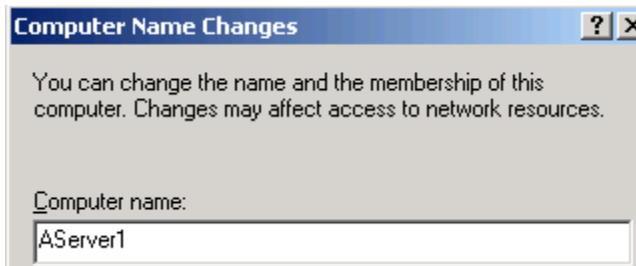 Computer Name Changes
You can change the name and the membership of this
computer. Changes may affect access to network resources.
Computer name:
AServer1